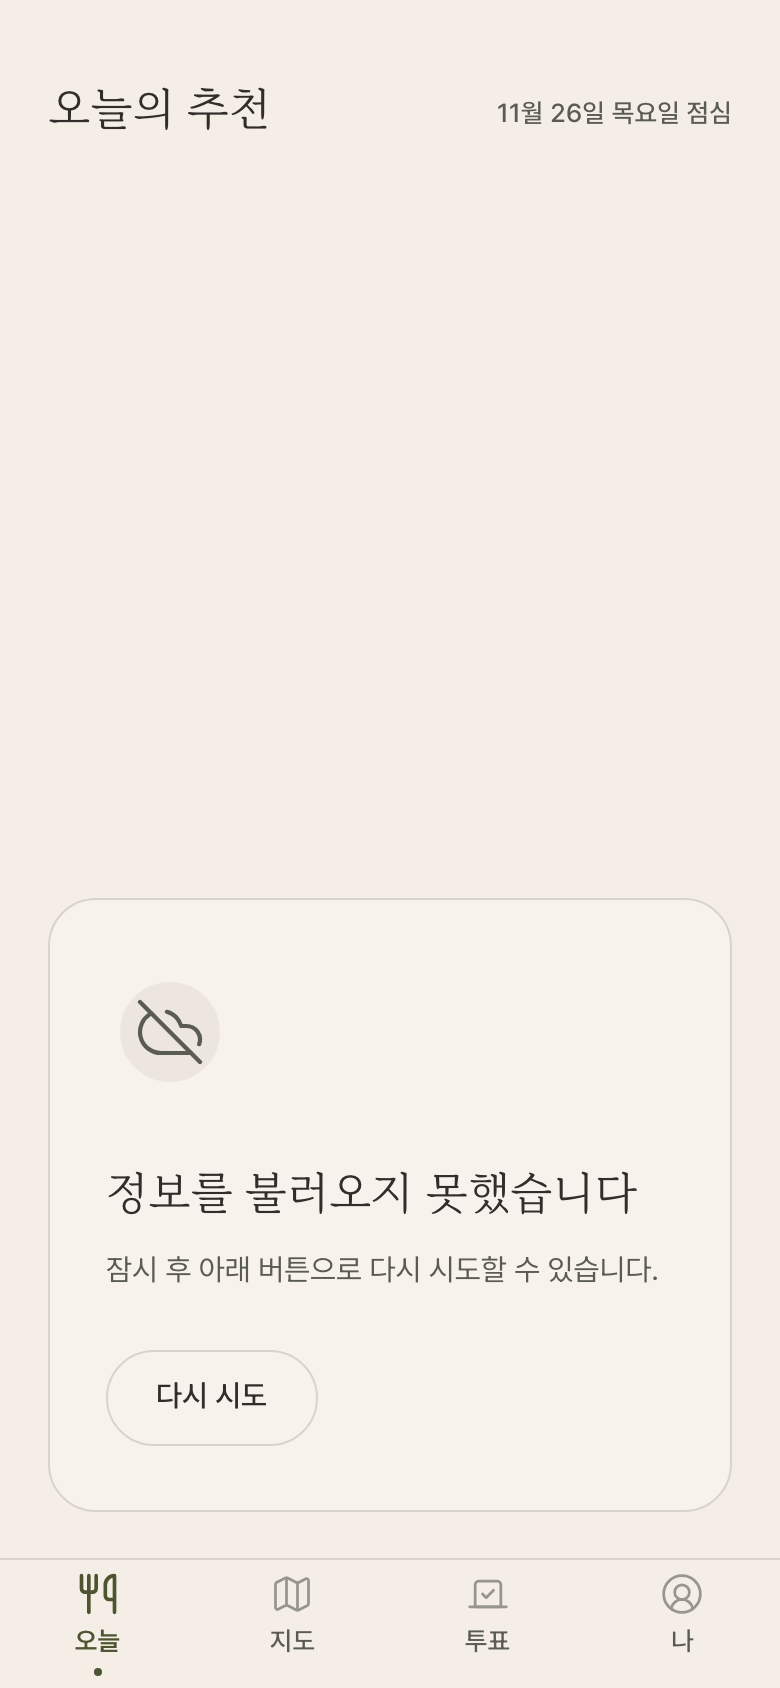 오늘의 추천
11월 26일 목요일 점심
정보를 불러오지 못했습니다
잠시 후 아래 버튼으로 다시 시도할 수 있습니다.
다시 시도
오늘
지도
투표
나